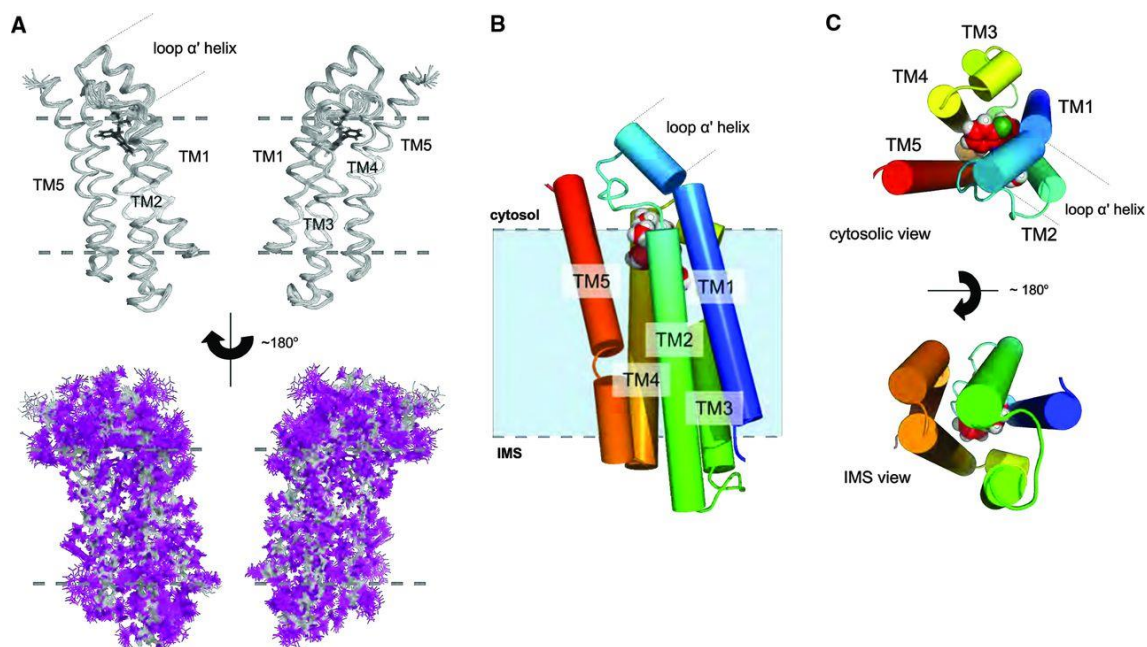 A
loop α' helix
TM5
TM1
TM2
TM1
TM5
TM4
TM3
~180°
B
loop α' helix
cytosol
TM5
TM1
TM2
TM4
TM3
IMS
C
TM3
TM4
TM1
TM5
loop α' helix
TM2
cytosolic view
~ 180°
IMS view